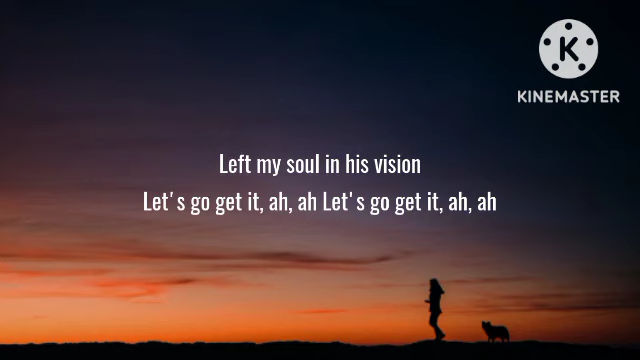 KINEMASTER
Left my soul in his vision
Let's go get it, ah, ah Let's go get it, ah, ah